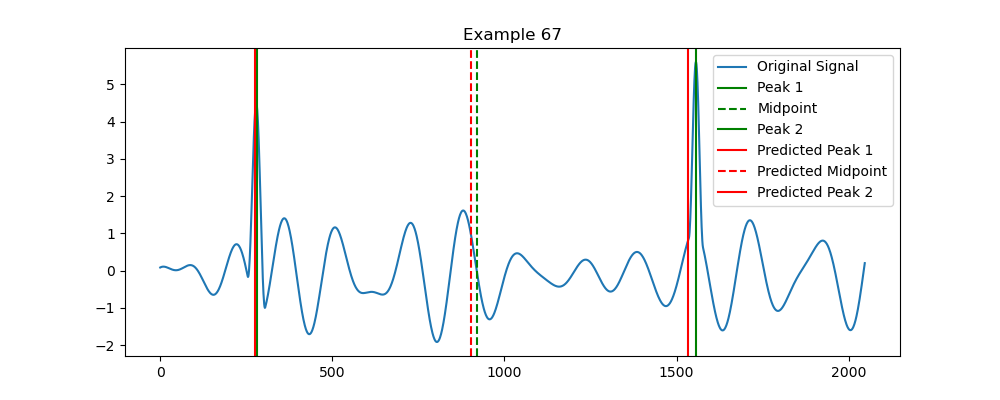 Example 67
Original Signal
Peak 1
Midpoint
Peak 2
Predicted Peak 1
Predicted Midpoint
Predicted Peak 2
5
4
3
2
1
0
−1
−2
0 500 1000 1500 2000